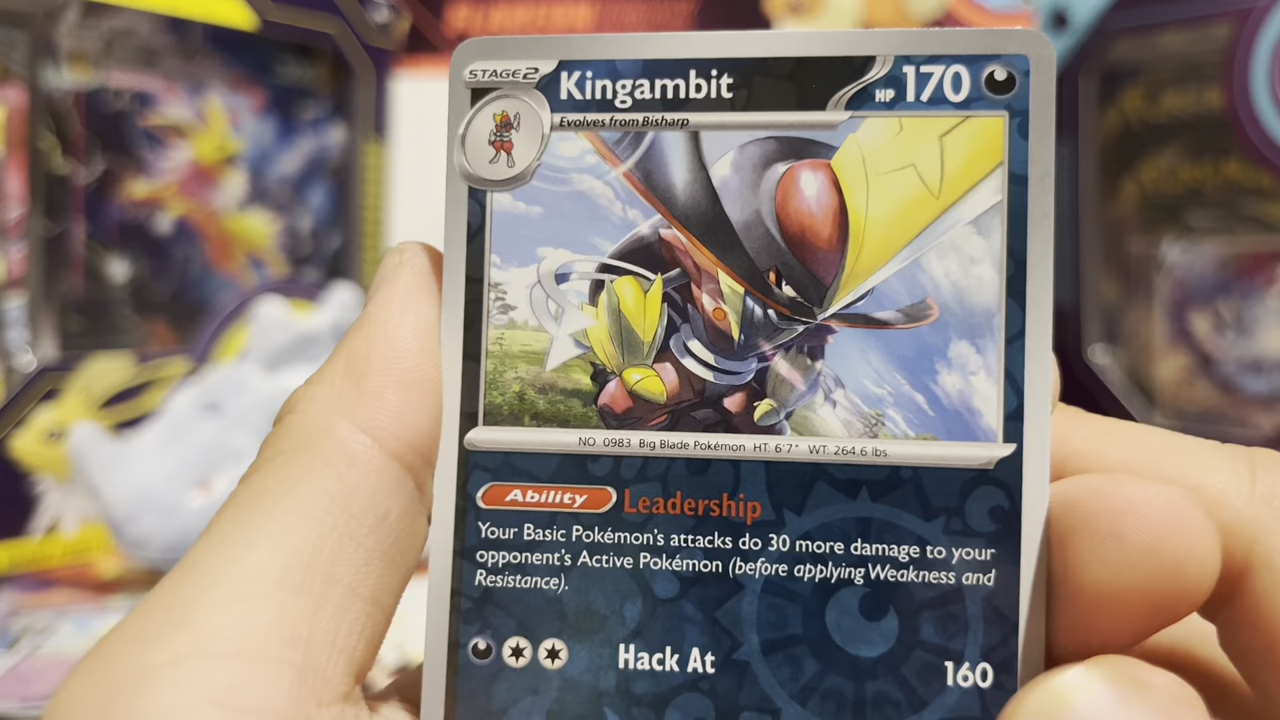 STAGE2
Kingambit
HP 170
Evolves from Bisharp
NO. 0983 Big Blade Pokémon HT: 6'7" WT: 264.6 lbs.
Ability Leadership
Your Basic Pokémon's attacks do 30 more damage to your
opponent's Active Pokémon (before applying Weakness and
Resistance).
Hack At 160